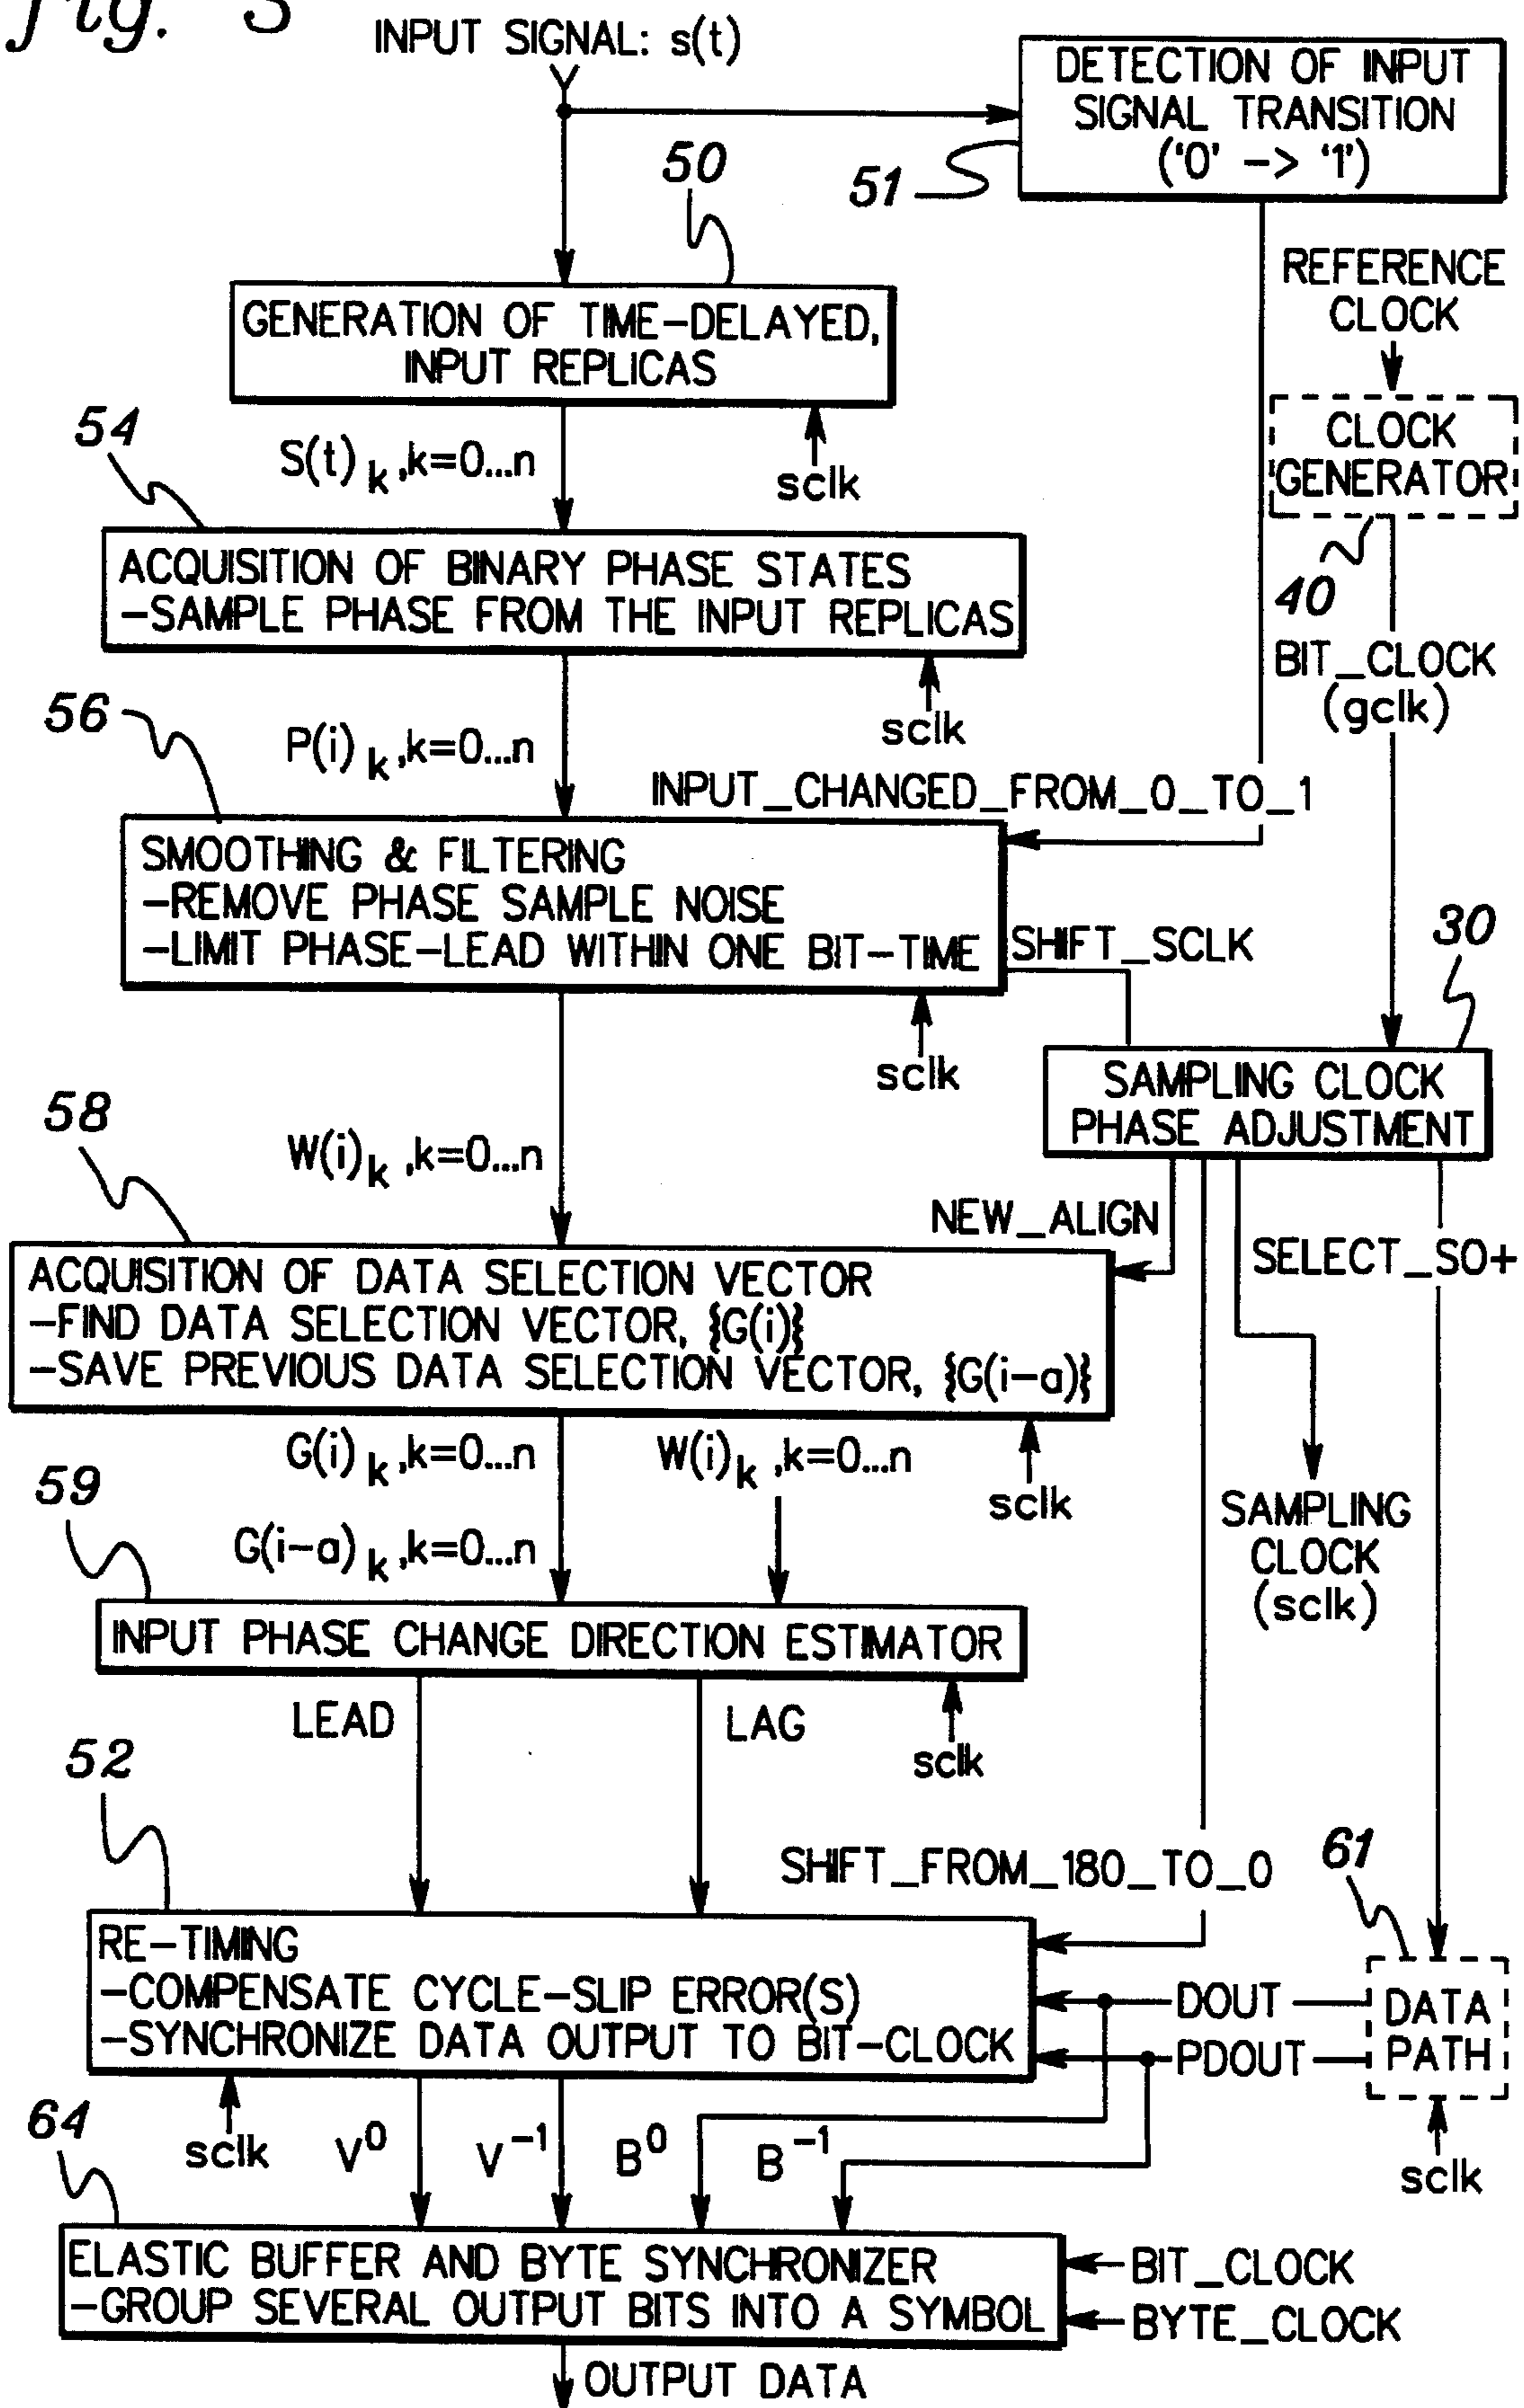 Fig. 3
INPUT SIGNAL: s(t)
DETECTION OF INPUT
SIGNAL TRANSITION
('0' -> '1')
50
51
GENERATION OF TIME-DELAYED,
INPUT REPLICAS
REFERENCE
CLOCK
54
S(t) k ,k=0...n
sclk
CLOCK
GENERATOR
ACQUISITION OF BINARY PHASE STATES
-SAMPLE PHASE FROM THE INPUT REPLICAS
40
BIT_CLOCK
(gclk)
56
P(i) k ,k=0...n
sclk
INPUT_CHANGED_FROM_0_TO_1
SMOOTHING & FILTERING
-REMOVE PHASE SAMPLE NOISE
-LIMIT PHASE-LEAD WITHIN ONE BIT-TIME
SHIFT_SCLK
30
sclk
SAMPLING CLOCK
PHASE ADJUSTMENT
58
W(i) k ,k=0...n
NEW_ALIGN
SELECT_S0+
ACQUISITION OF DATA SELECTION VECTOR
-FIND DATA SELECTION VECTOR, {G(i)}
-SAVE PREVIOUS DATA SELECTION VECTOR, {G(i-a)}
G(i) k ,k=0...n
W(i) k ,k=0...n
sclk
59
G(i-a) k ,k=0...n
SAMPLING
CLOCK
(sclk)
INPUT PHASE CHANGE DIRECTION ESTIMATOR
LEAD
LAG
sclk
52
SHIFT_FROM_180_TO_0
61
RE-TIMING
-COMPENSATE CYCLE-SLIP ERROR(S)
-SYNCHRONIZE DATA OUTPUT TO BIT-CLOCK
DOUT
PDOUT
DATA
PATH
64
sclk
V0
V-1
B0
B-1
sclk
ELASTIC BUFFER AND BYTE SYNCHRONIZER
-GROUP SEVERAL OUTPUT BITS INTO A SYMBOL
BIT_CLOCK
BYTE_CLOCK
OUTPUT DATA